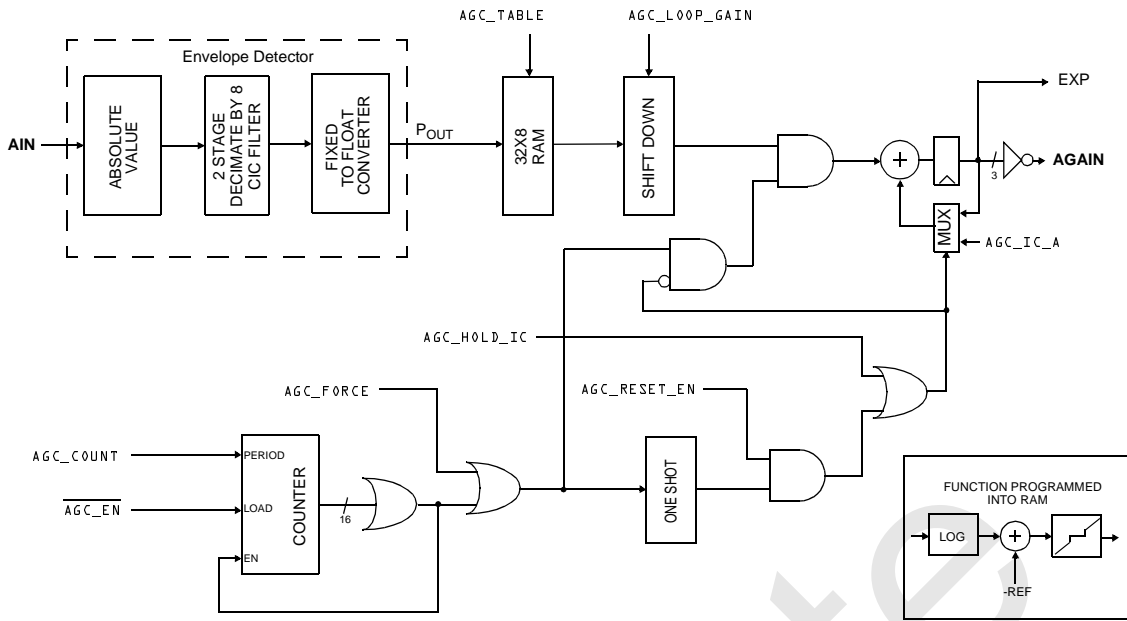 AGC_TABLE
AGC_LOOP_GAIN
Envelope Detector
AIN
ABSOLUTE
VALUE
2 STAGE
DECIMATE BY 8
CIC FILTER
FIXED
TO FLOAT
CONVERTER
POUT
32X8
RAM
SHIFT DOWN
+
EXP
3
AGAIN
MUX
AGC_IC_A
AGC_HOLD_IC
AGC_FORCE
AGC_RESET_EN
AGC_COUNT
PERIOD
AGC_EN
LOAD
EN
COUNTER
16
ONE SHOT
FUNCTION PROGRAMMED
INTO RAM
LOG
+
-REF